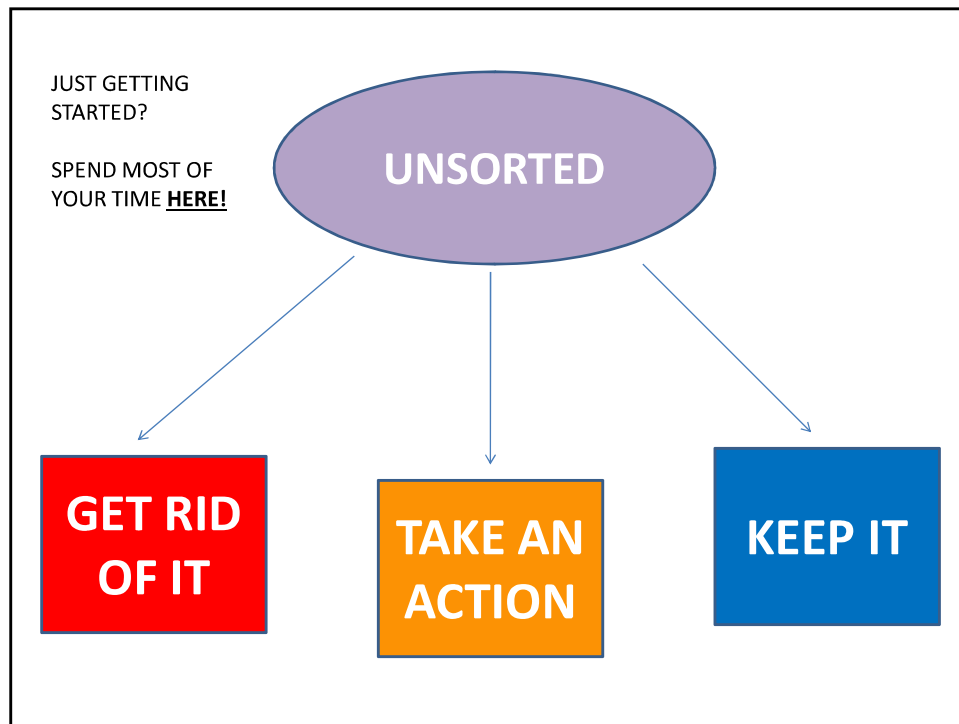 JUST GETTING
STARTED?
SPEND MOST OF
YOUR TIME HERE!
UNSORTED
GET RID
OF IT
TAKE AN
ACTION
KEEP IT